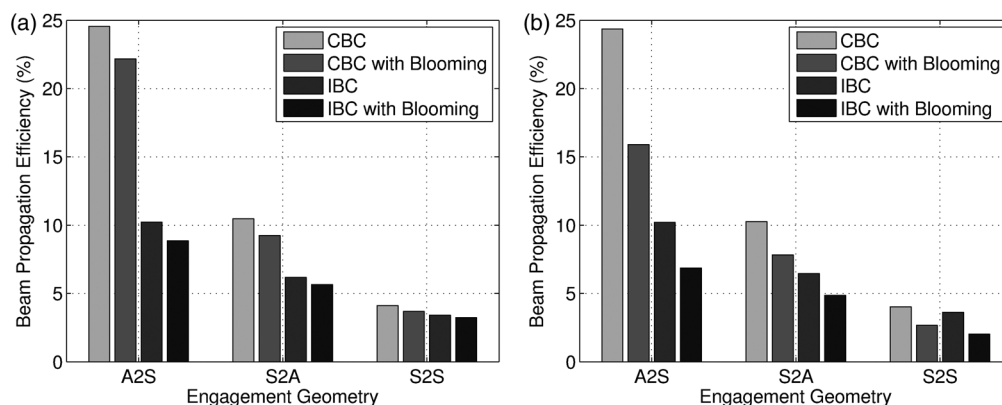 (a)
25
20
15
10
5
0
Beam Propagation Efficiency (%)
CBC
CBC with Blooming
IBC
IBC with Blooming
A2S
S2A
S2S
Engagement Geometry
(b)
25
20
15
10
5
0
Beam Propagation Efficiency (%)
CBC
CBC with Blooming
IBC
IBC with Blooming
A2S
S2A
S2S
Engagement Geometry